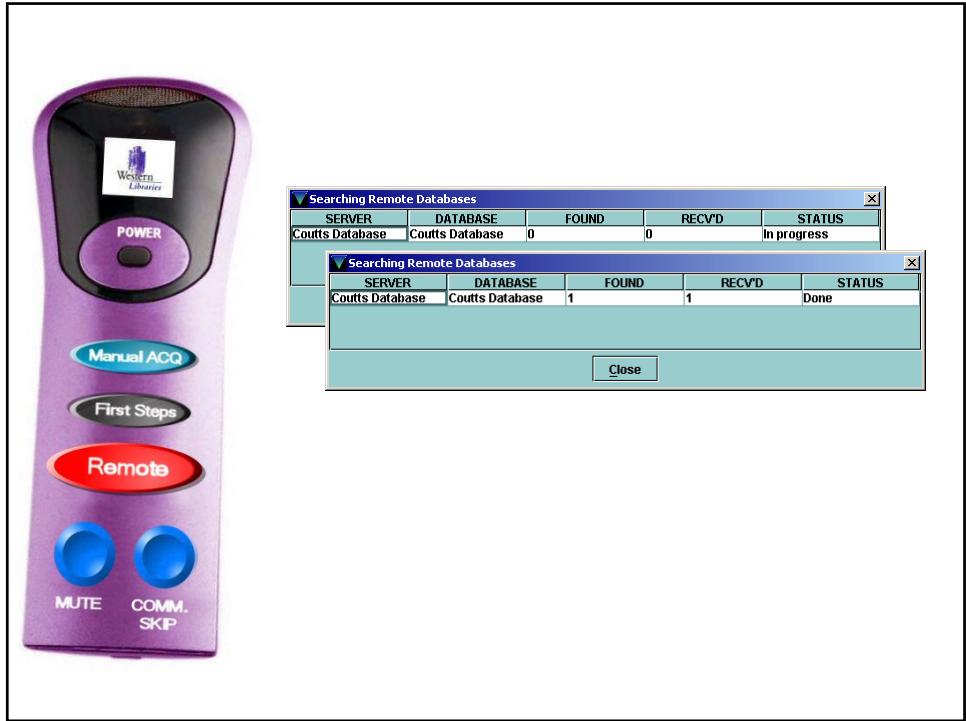 Western
Libraries
POWER
Manual ACQ
First Steps
Remote
MUTE
COMM.
SKIP
Searching Remote Databases
SERVER DATABASE FOUND RECV'D STATUS
Coutts Database Coutts Database 0 0 In progress
Searching Remote Databases
SERVER DATABASE FOUND RECV'D STATUS
Coutts Database Coutts Database 1 1 Done
Close